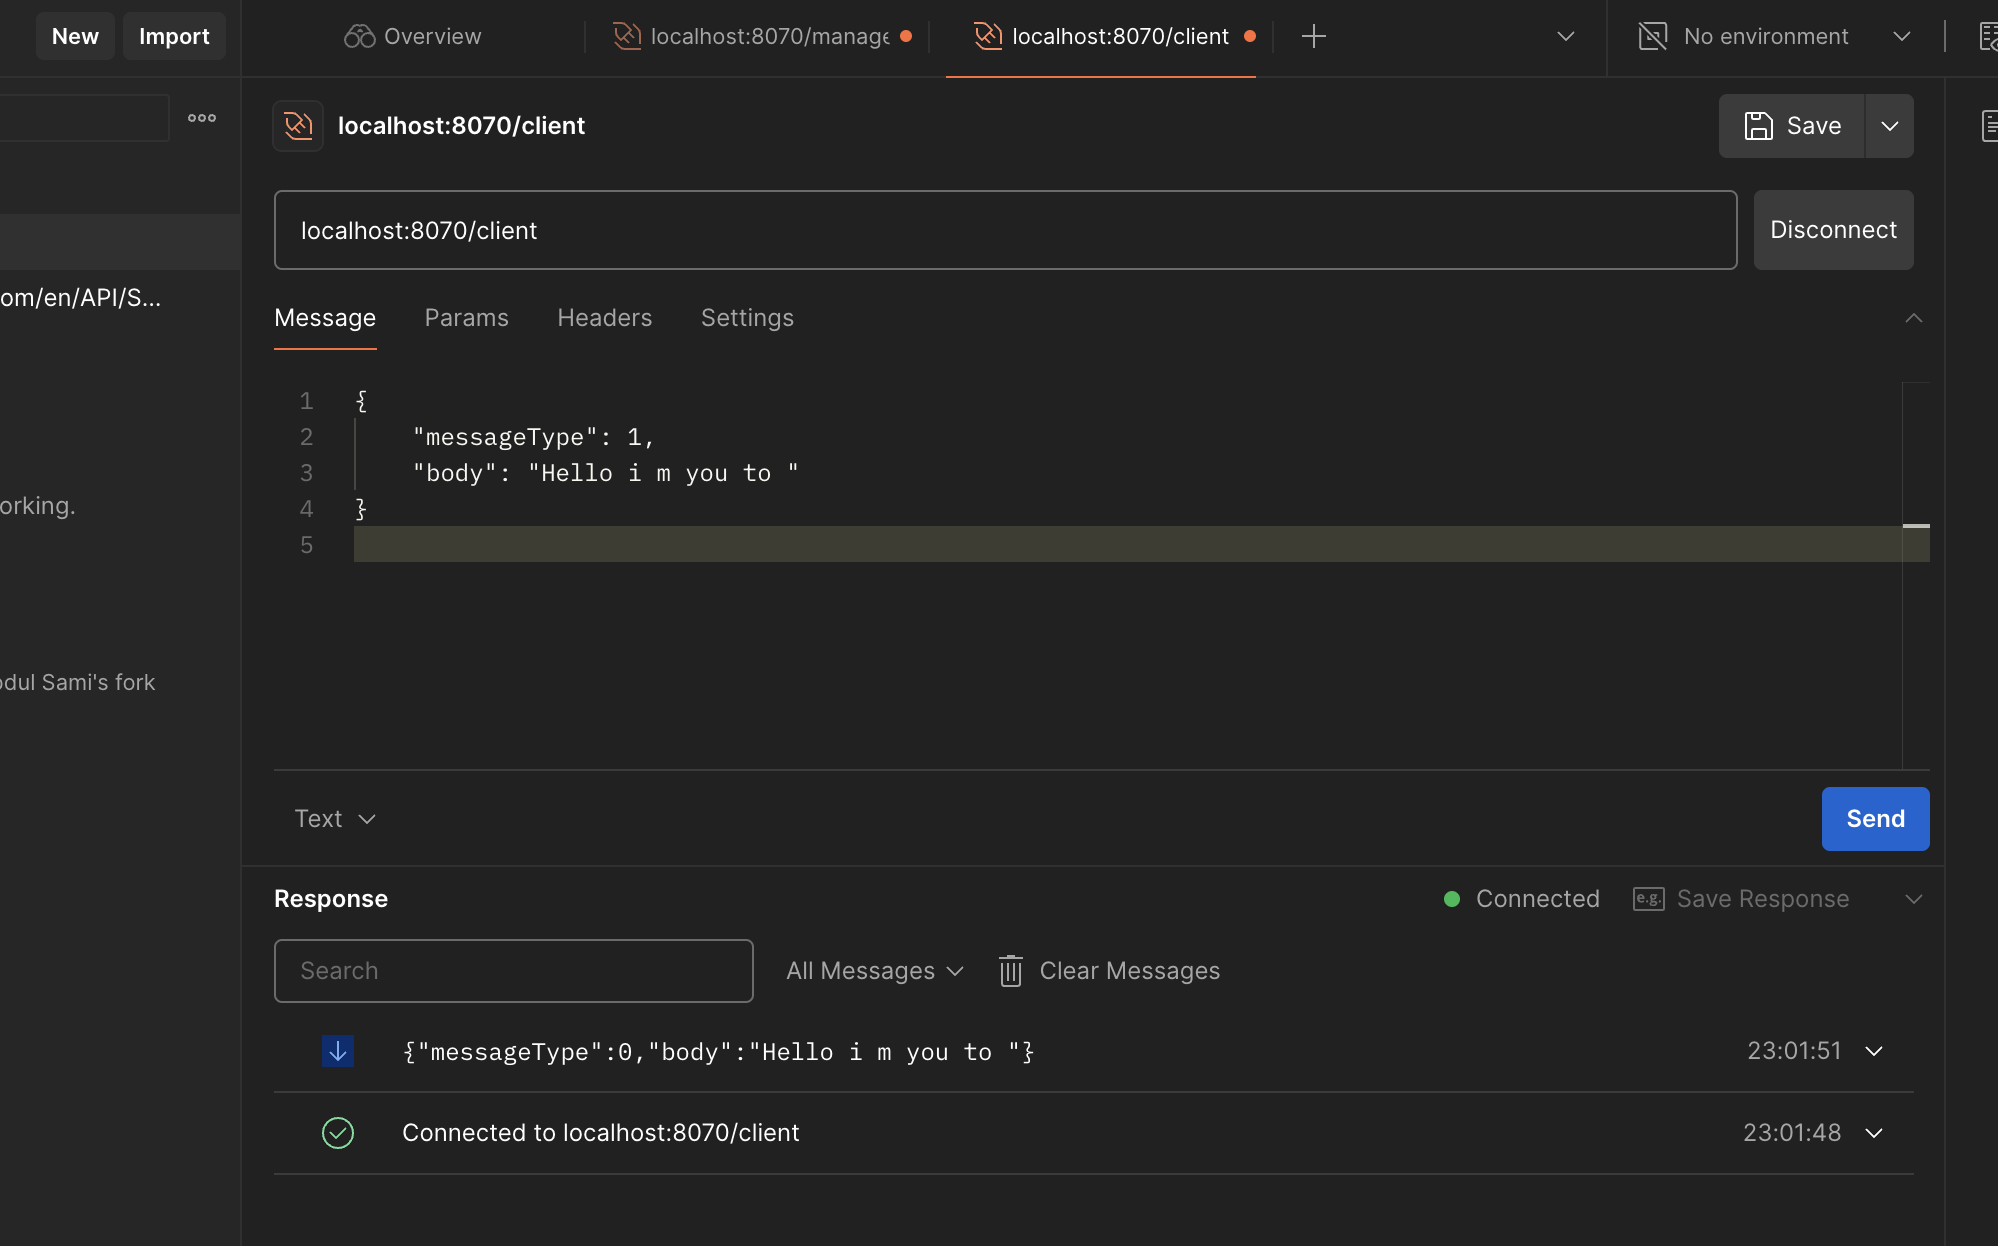 New Import
Overview
localhost:8070/manage
localhost:8070/client
No environment
localhost:8070/client
Save
localhost:8070/client
Disconnect
om/en/API/S...
Message Params Headers Settings
1 {
2 "messageType": 1,
3 "body": "Hello i m you to "
4 }
5
orking.
odul Sami's fork
Text
Send
Response
Connected
e.g. Save Response
Search
All Messages
Clear Messages
{"messageType":0,"body":"Hello i m you to "} 23:01:51
Connected to localhost:8070/client 23:01:48